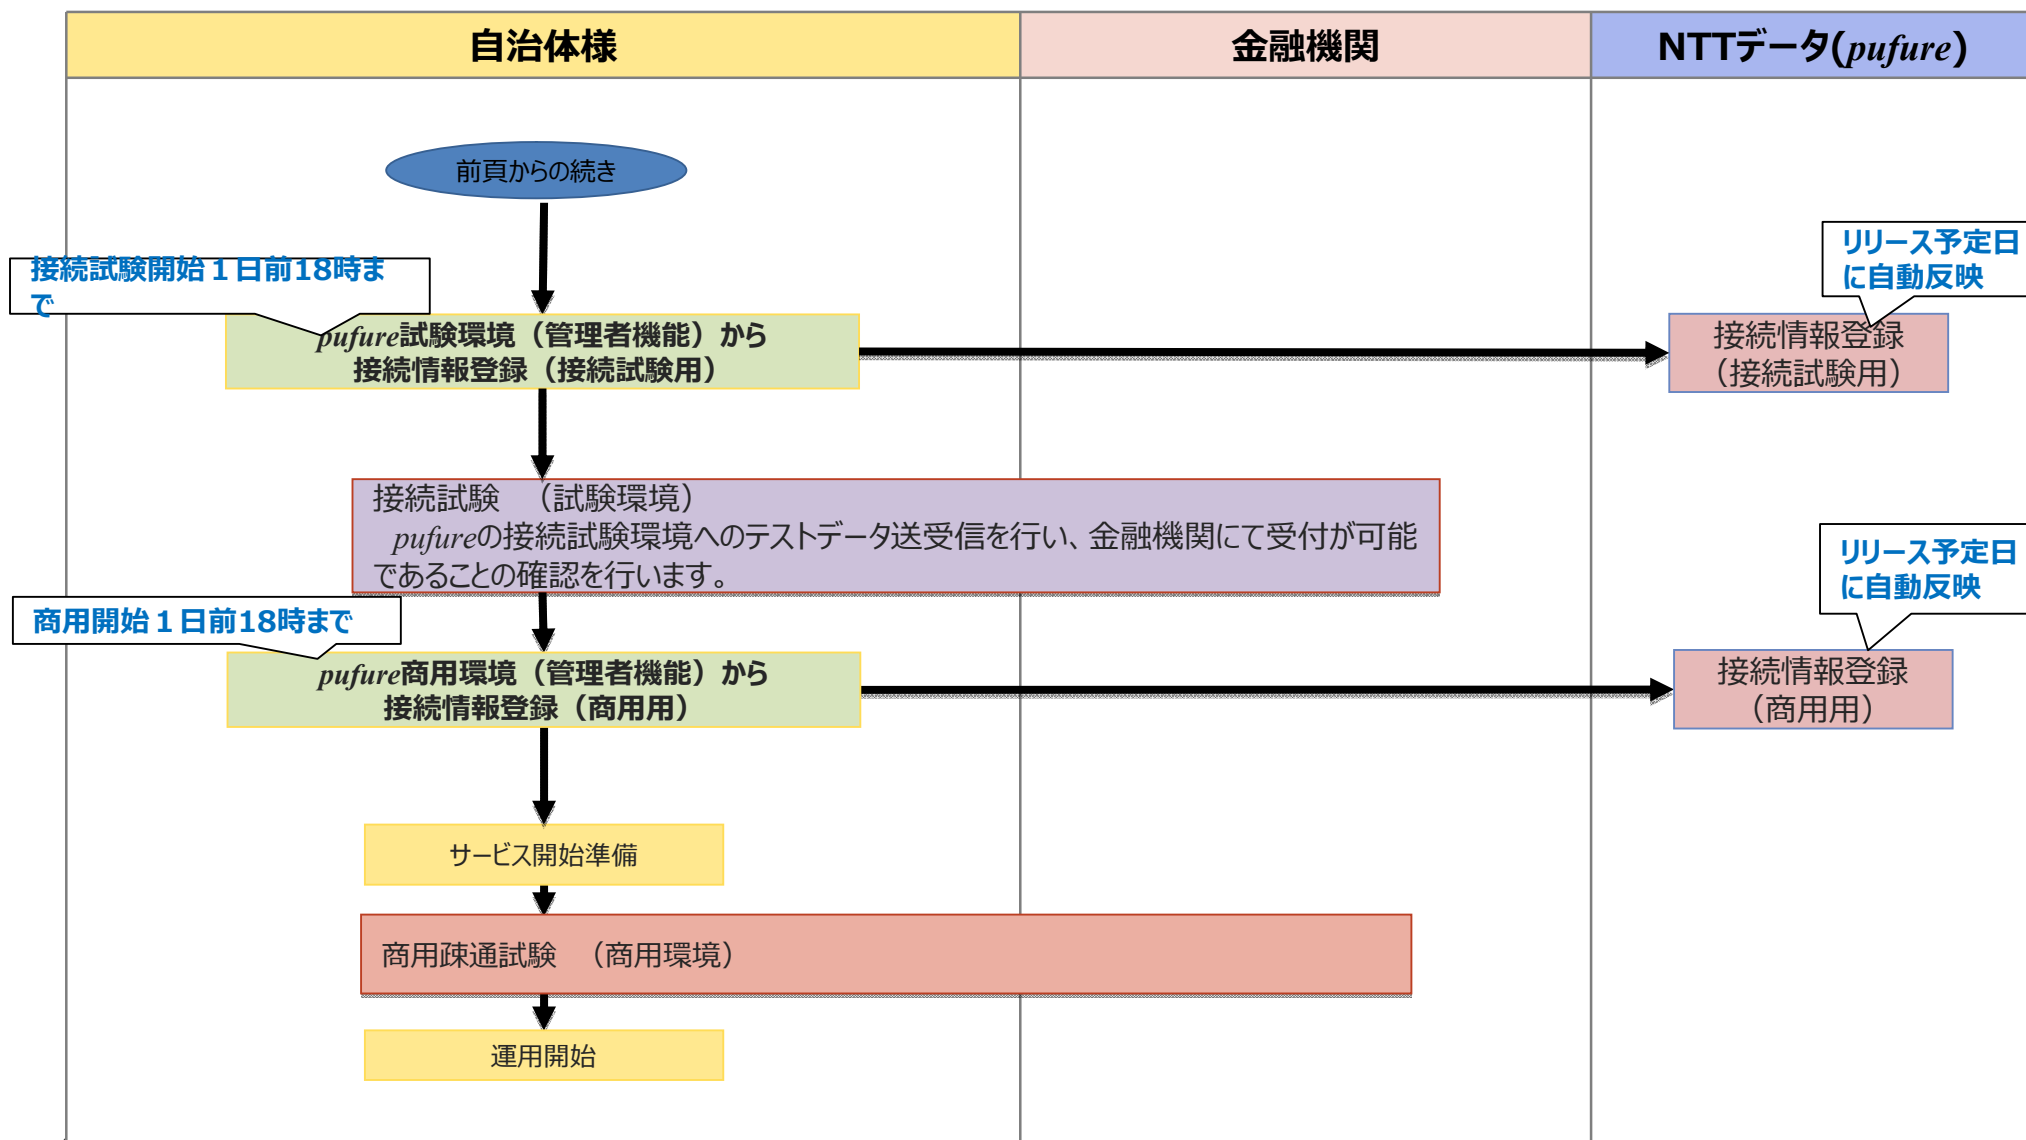 自治体様
金融機関
NTTデータ(pufure)
前頁からの続き
接続試験開始１日前18時ま
で
リリース予定日
に自動反映
pufure試験環境（管理者機能）から
接続情報登録（接続試験用）
接続情報登録
（接続試験用）
接続試験　（試験環境）
pufureの接続試験環境へのテストデータ送受信を行い、金融機関にて受付が可能
であることの確認を行います。
リリース予定日
に自動反映
商用開始１日前18時まで
pufure商用環境（管理者機能）から
接続情報登録（商用用）
接続情報登録
（商用用）
サービス開始準備
商用疎通試験　（商用環境）
運用開始